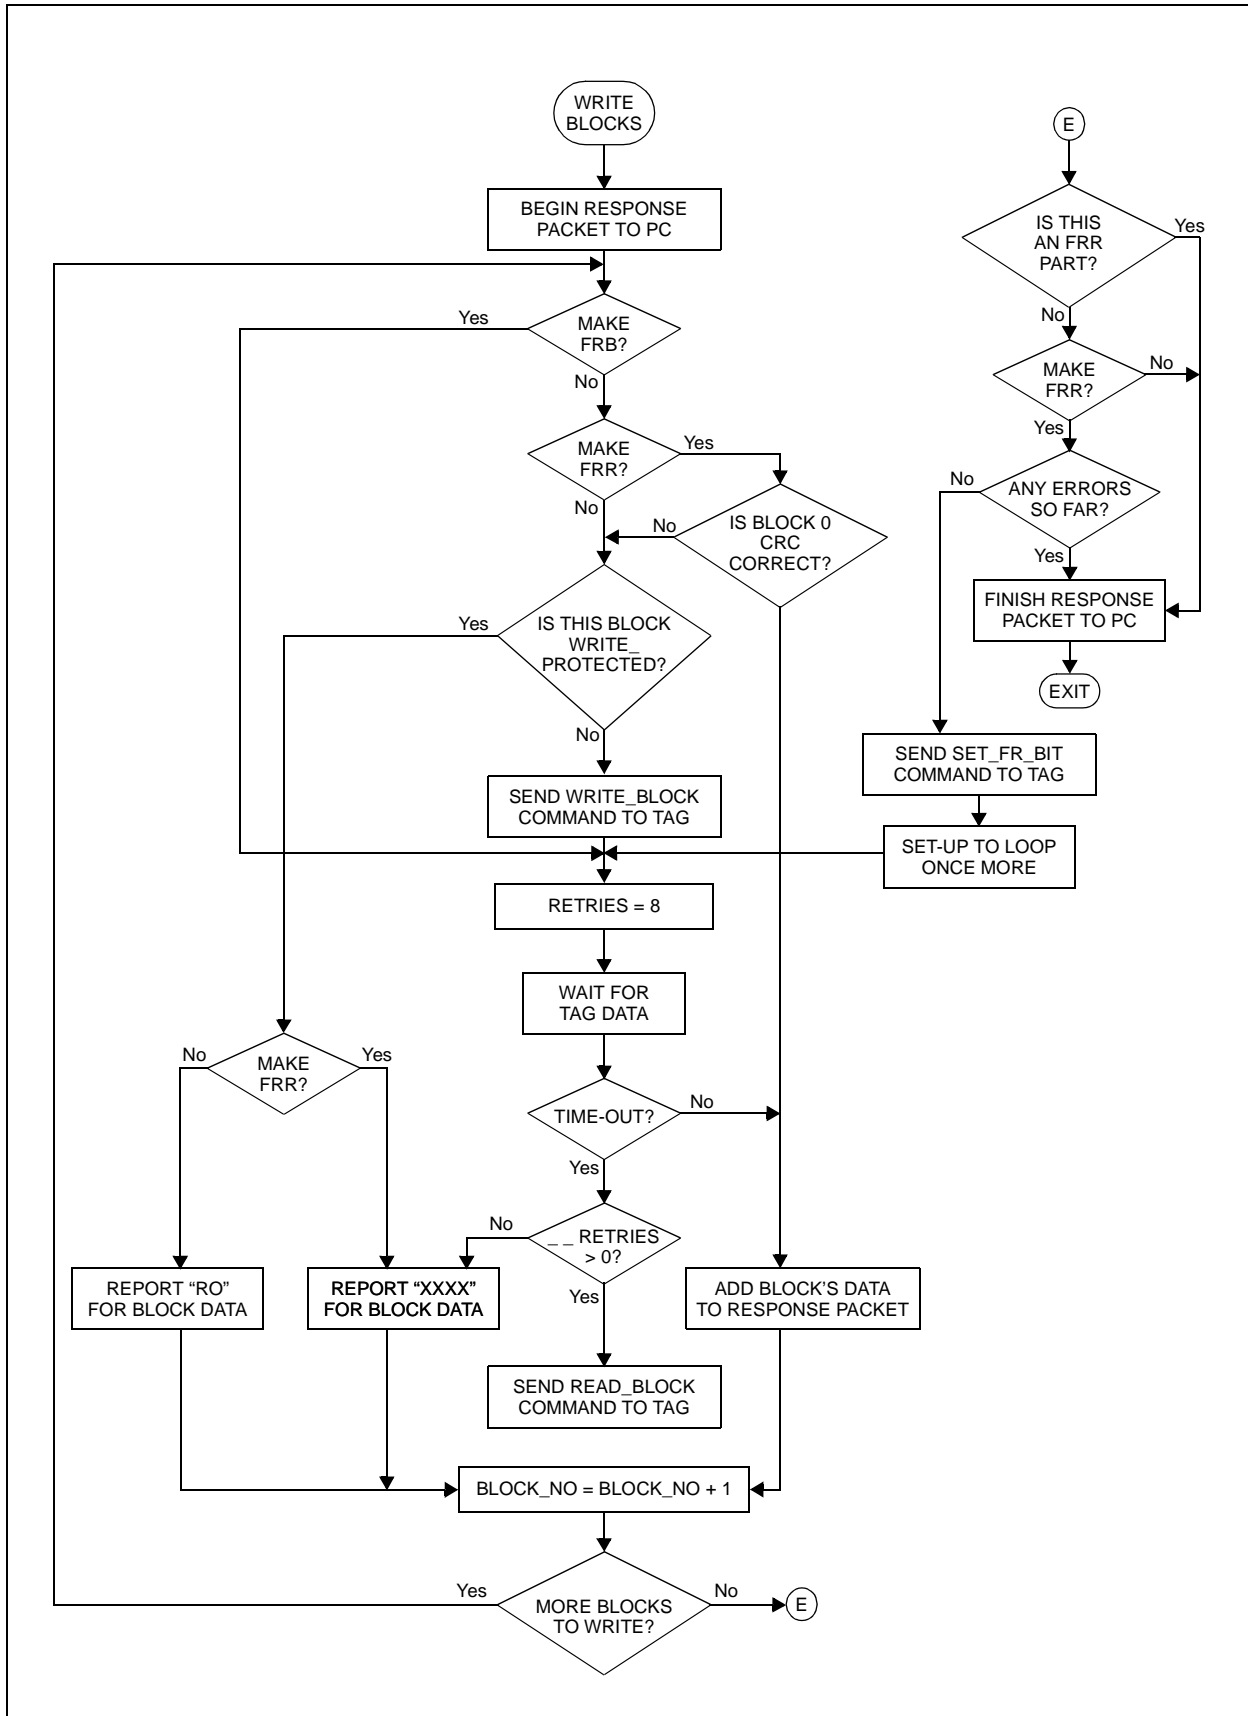 WRITE
BLOCKS
BEGIN RESPONSE
PACKET TO PC
Yes
MAKE
FRB?
No
MAKE
FRR?
Yes
No
IS BLOCK 0
CRC
CORRECT?
No
IS THIS BLOCK
WRITE_
PROTECTED?
Yes
No
SEND WRITE_BLOCK
COMMAND TO TAG
RETRIES = 8
WAIT FOR
TAG DATA
TIME-OUT?
No
Yes
_ _ RETRIES
> 0?
No
Yes
SEND READ_BLOCK
COMMAND TO TAG
No
MAKE
FRR?
Yes
REPORT “RO”
FOR BLOCK DATA
REPORT “XXXX”
FOR BLOCK DATA
ADD BLOCK'S DATA
TO RESPONSE PACKET
BLOCK_NO = BLOCK_NO + 1
Yes
MORE BLOCKS
TO WRITE?
No
E
E
IS THIS
AN FRR
PART?
Yes
No
MAKE
FRR?
No
Yes
No
ANY ERRORS
SO FAR?
Yes
FINISH RESPONSE
PACKET TO PC
EXIT
SEND SET_FR_BIT
COMMAND TO TAG
SET-UP TO LOOP
ONCE MORE